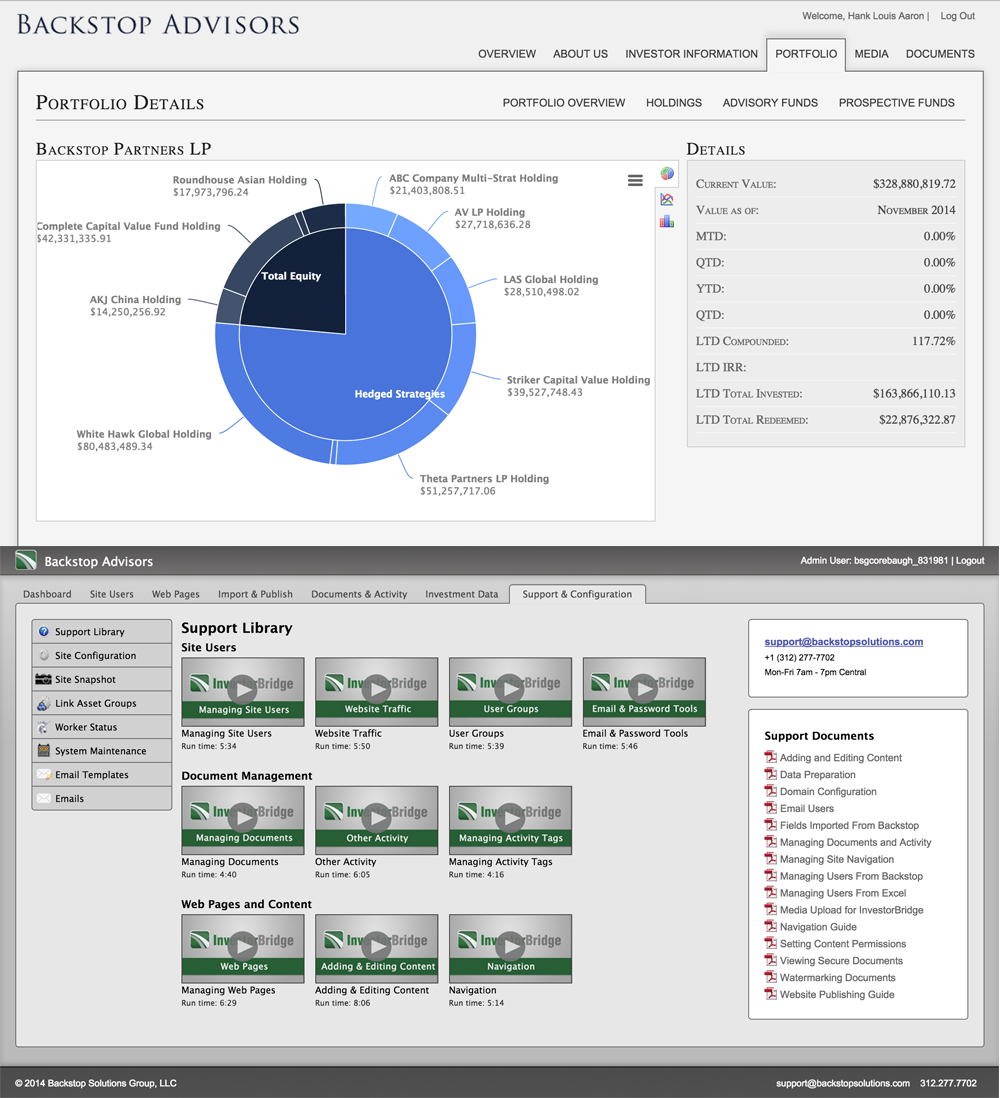 BACKSTOP ADVISORS
Welcome, Hank Louis Aaron | Log Out
OVERVIEW ABOUT US INVESTOR INFORMATION PORTFOLIO MEDIA DOCUMENTS
PORTFOLIO DETAILS
PORTFOLIO OVERVIEW HOLDINGS ADVISORY FUNDS PROSPECTIVE FUNDS
BACKSTOP PARTNERS LP
Roundhouse Asian Holding
$17,973,796.24
ABC Company Multi-Strat Holding
$21,403,808.51
AV LP Holding
$27,718,636.28
Complete Capital Value Fund Holding
$42,331,335.91
Total Equity
LAS Global Holding
$28,510,498.02
AKJ China Holding
$14,250,256.92
Striker Capital Value Holding
$39,527,748.43
Hedged Strategies
White Hawk Global Holding
$80,483,489.34
Theta Partners LP Holding
$51,257,717.06
DETAILS
CURRENT VALUE: $328,880,819.72
VALUE AS OF: NOVEMBER 2014
MTD: 0.00%
QTD: 0.00%
YTD: 0.00%
QTD: 0.00%
LTD COMPOUNDED: 117.72%
LTD IRR:
LTD TOTAL INVESTED: $163,866,110.13
LTD TOTAL REDEEMED: $22,876,322.87
Backstop Advisors
Admin User: bsgcorebaugh_831981 | Logout
Dashboard Site Users Web Pages Import & Publish Documents & Activity Investment Data Support & Configuration
Support Library
Site Configuration
Site Snapshot
Link Asset Groups
Worker Status
System Maintenance
Email Templates
Emails
Support Library
Site Users
InvestorBridge InvestorBridge InvestorBridge InvestorBridge
Managing Site Users Website Traffic User Groups Email & Password Tools
Managing Site Users Website Traffic User Groups Email & Password Tools
Run time: 5:34 Run time: 5:50 Run time: 5:39 Run time: 5:46
Document Management
InvestorBridge InvestorBridge InvestorBridge
Managing Documents Other Activity Managing Activity Tags
Managing Documents Other Activity Managing Activity Tags
Run time: 4:40 Run time: 6:05 Run time: 4:16
Web Pages and Content
InvestorBridge InvestorBridge InvestorBridge
Web Pages Adding & Editing Content Navigation
Managing Web Pages Adding & Editing Content Navigation
Run time: 6:29 Run time: 8:06 Run time: 5:14
support@backstopsolutions.com
+1 (312) 277-7702
Mon-Fri 7am - 7pm Central
Support Documents
Adding and Editing Content
Data Preparation
Domain Configuration
Email Users
Fields Imported From Backstop
Managing Documents and Activity
Managing Site Navigation
Managing Users From Backstop
Managing Users From Excel
Media Upload for InvestorBridge
Navigation Guide
Setting Content Permissions
Viewing Secure Documents
Watermarking Documents
Website Publishing Guide
© 2014 Backstop Solutions Group, LLC
support@backstopsolutions.com 312.277.7702